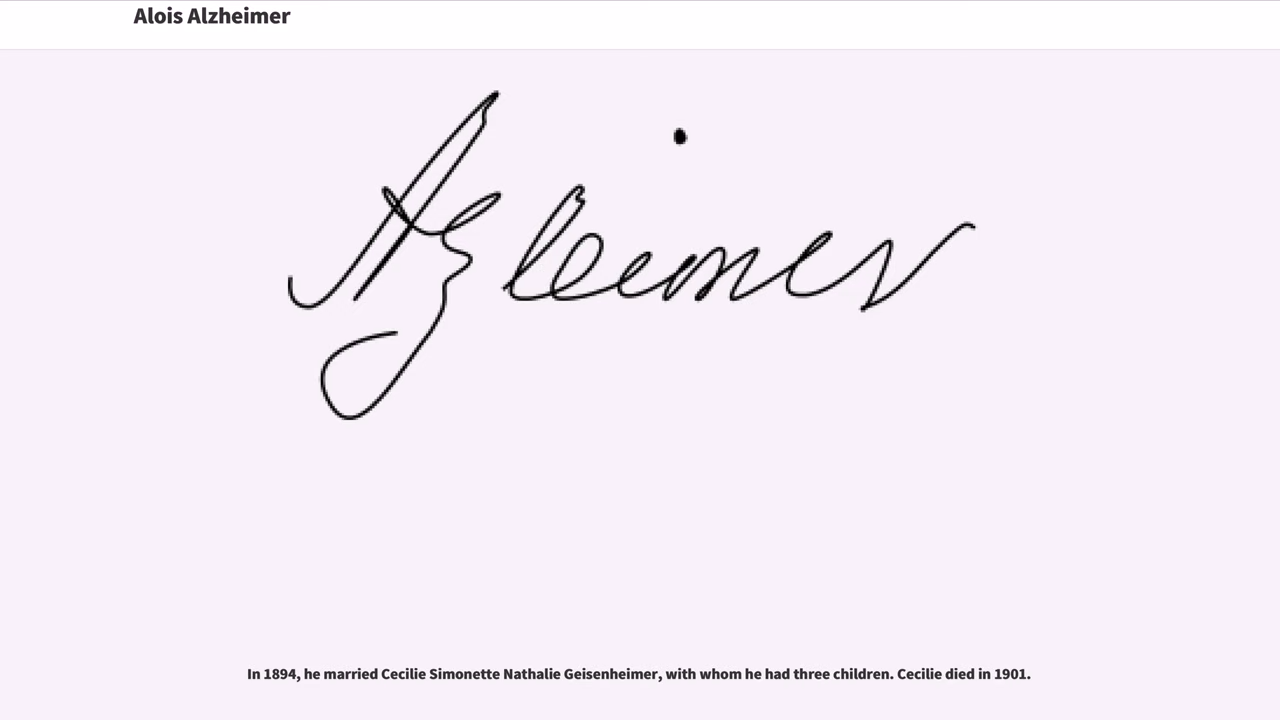 Alois Alzheimer
Alzheimer
In 1894, he married Cecilie Simonette Nathalie Geisenheimer, with whom he had three children. Cecilie died in 1901.